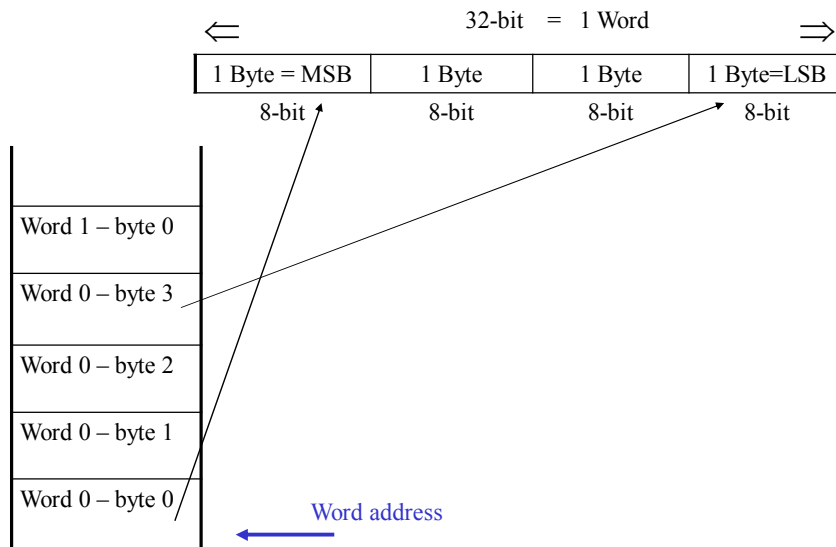 32-bit = 1 Word
1 Byte = MSB 1 Byte 1 Byte 1 Byte=LSB
8-bit 8-bit 8-bit 8-bit
Word 1 – byte 0
Word 0 – byte 3
Word 0 – byte 2
Word 0 – byte 1
Word 0 – byte 0
Word address